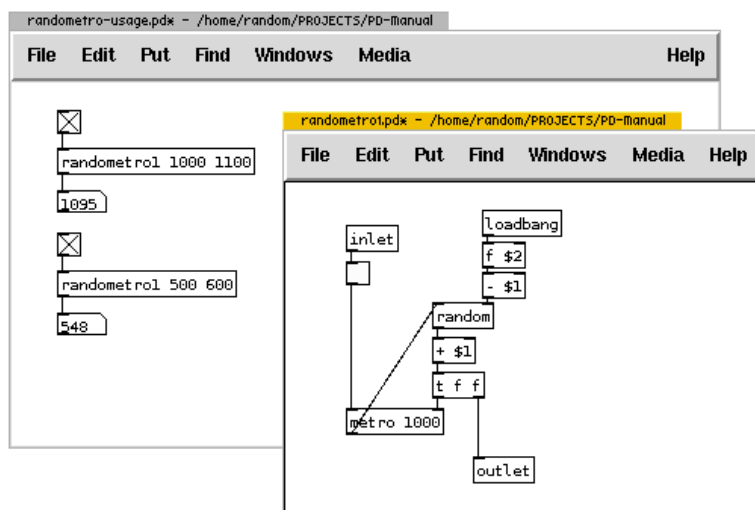 randometro-usage.pd* - /home/random/PROJECTS/PD-Manual
File Edit Put Find Windows Media Help
randometro1 1000 1100
1095
randometro1 500 600
548
randometro1.pd* - /home/random/PROJECTS/PD-Manual
File Edit Put Find Windows Media Help
loadbang
inlet
f $2
- $1
random
+ $1
t f f
metro 1000
outlet